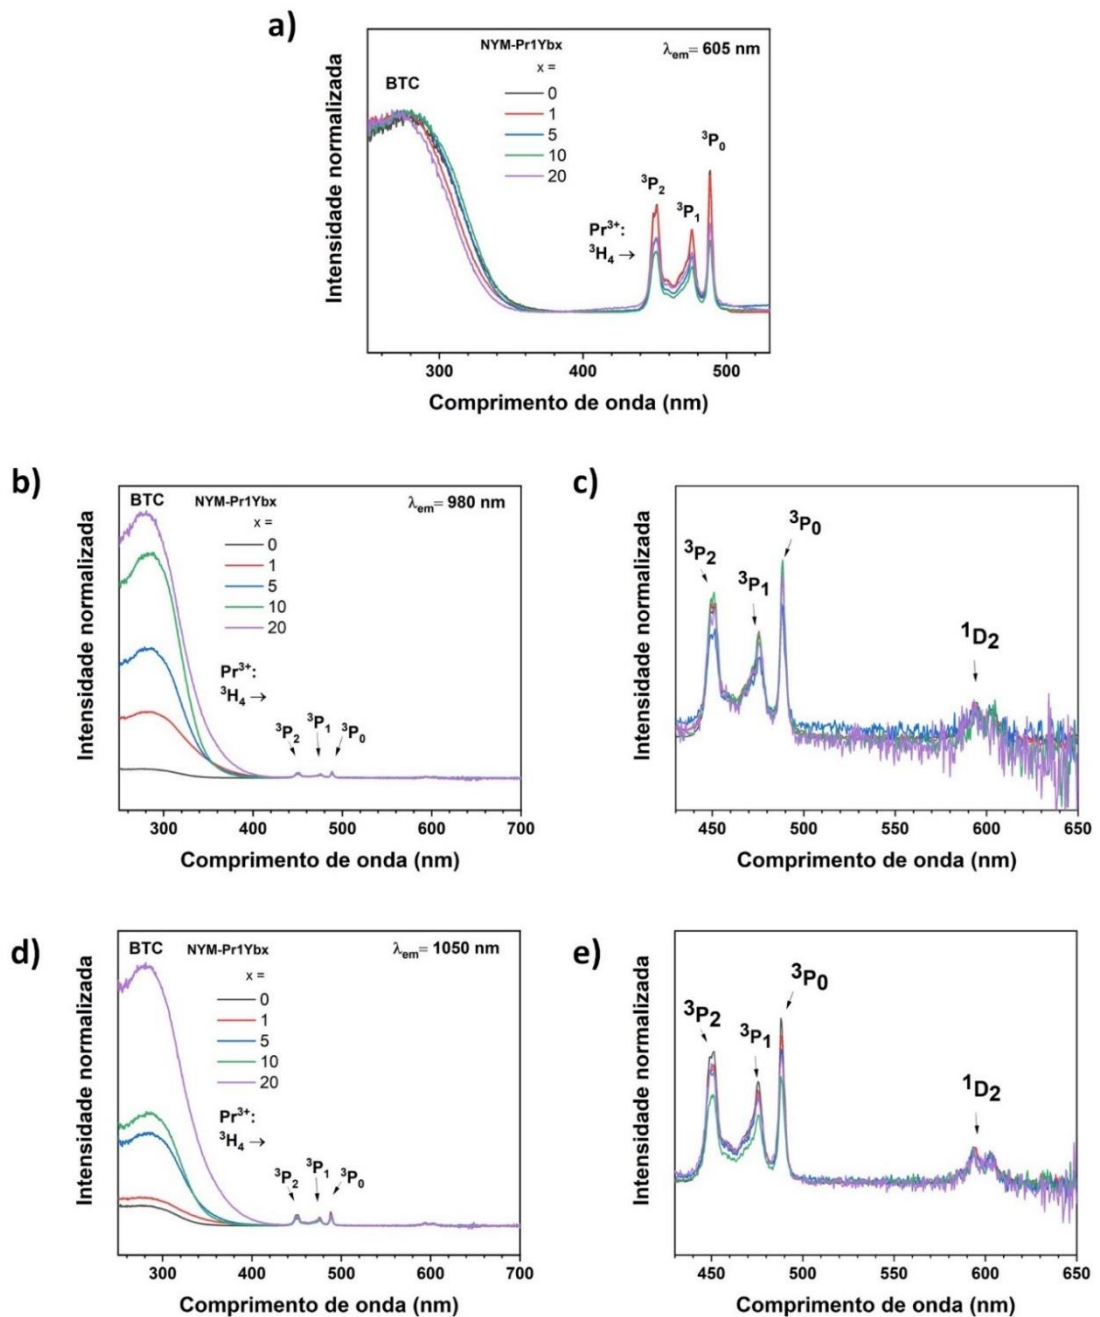 a)
NYM-Pr1Ybx
λem= 605 nm
x =
BTC
0
1
5
10
20
³P₀
³P₂
³P₁
Pr³⁺:
³H₄ →
Intensidade normalizada
300 400 500
Comprimento de onda (nm)
b)
BTC NYM-Pr1Ybx λem= 980 nm
x =
0
1
5
10
20
Pr³⁺:
³H₄ →
³P₂ ³P₁ ³P₀
Intensidade normalizada
300 400 500 600 700
Comprimento de onda (nm)
c)
³P₀
³P₂
³P₁
¹D₂
Intensidade normalizada
450 500 550 600 650
Comprimento de onda (nm)
d)
BTC NYM-Pr1Ybx λem= 1050 nm
x =
0
1
5
10
20
Pr³⁺:
³H₄ →
³P₂ ³P₁ ³P₀
Intensidade normalizada
300 400 500 600 700
Comprimento de onda (nm)
e)
³P₀
³P₂
³P₁
¹D₂
Intensidade normalizada
450 500 550 600 650
Comprimento de onda (nm)